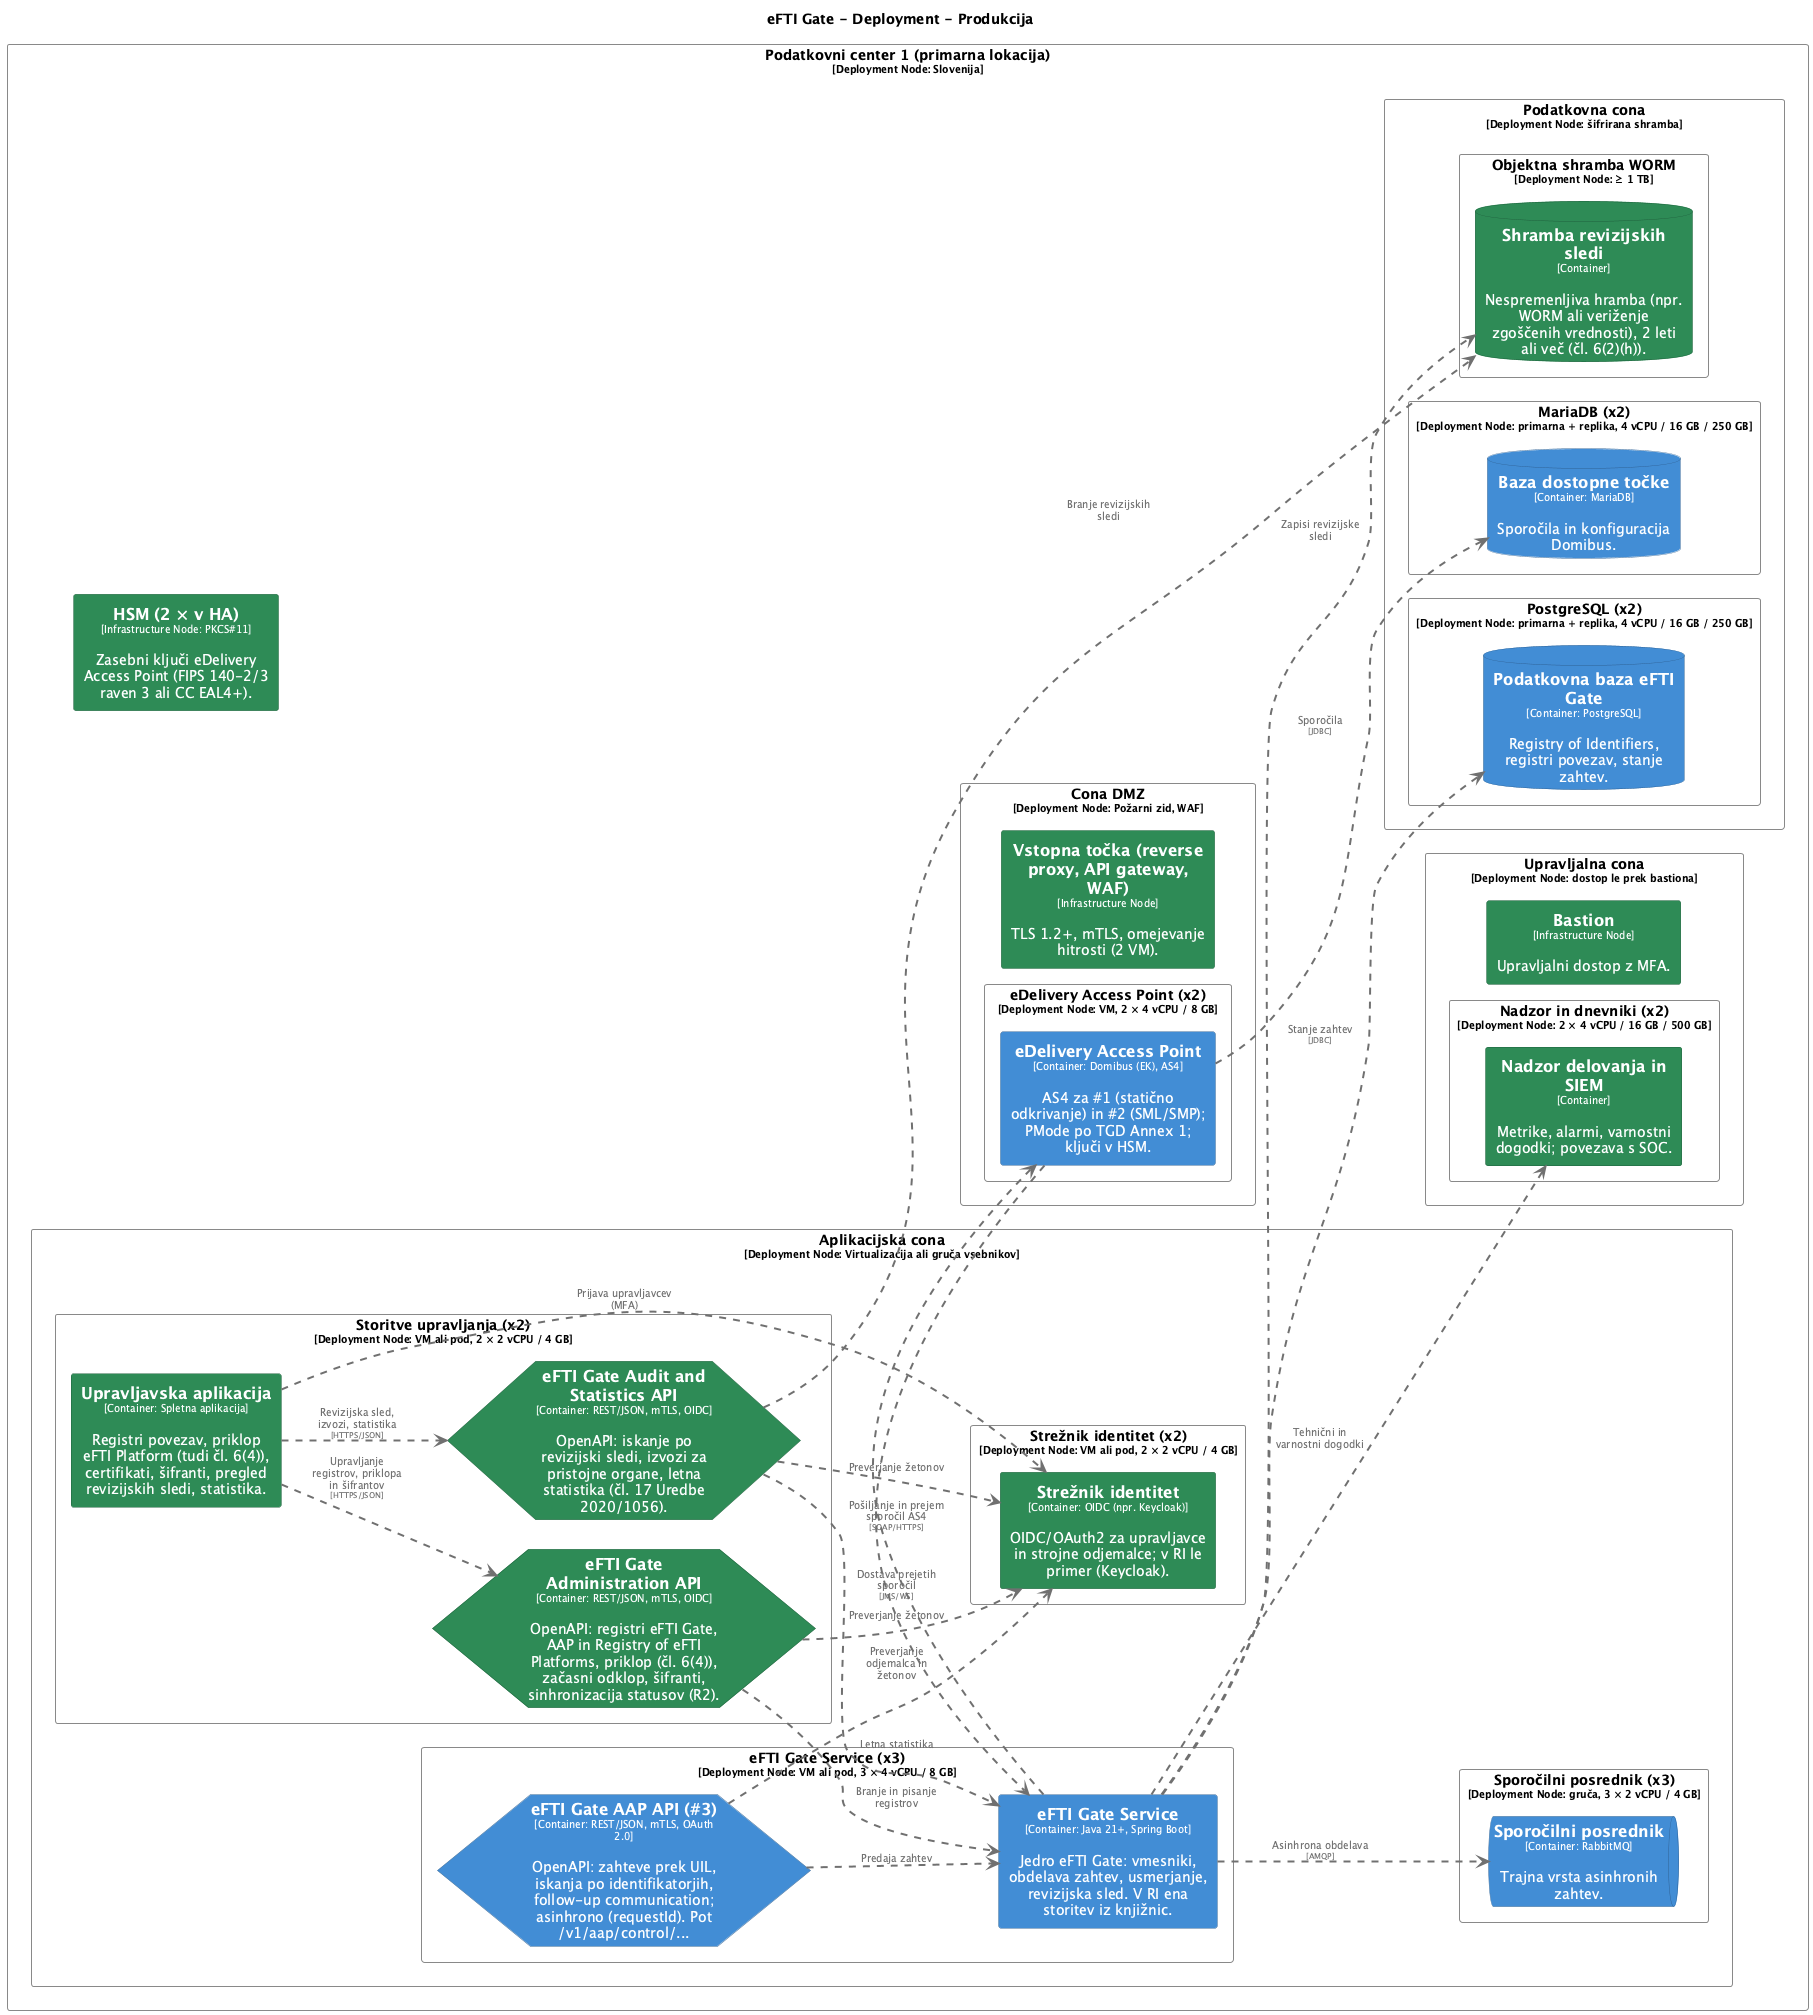 eFTI Gate – Deployment – Produkcija
Podatkovni center 1 (primarna lokacija)
[Deployment Node: Slovenija]
Podatkovna cona
[Deployment Node: šifrirana shramba]
Objektna shramba WORM
[Deployment Node: ≥ 1 TB]
Shramba revizijskih
sledi
[Container]
Nespremenljiva hramba (npr.
WORM ali veriženje
zgoščenih vrednosti), 2 leti
ali več (čl. 6(2)(h)).
MariaDB (x2)
[Deployment Node: primarna + replika, 4 vCPU / 16 GB / 250 GB]
Baza dostopne točke
[Container: MariaDB]
Sporočila in konfiguracija
Domibus.
Branje revizijskih
sledi
Zapisi revizijske
sledi
PostgreSQL (x2)
[Deployment Node: primarna + replika, 4 vCPU / 16 GB / 250 GB]
Podatkovna baza eFTI
Gate
[Container: PostgreSQL]
Registry of Identifiers,
registri povezav, stanje
zahtev.
HSM (2 × v HA)
[Infrastructure Node: PKCS#11]
Zasebni ključi eDelivery
Access Point (FIPS 140-2/3
raven 3 ali CC EAL4+).
Sporočila
[JDBC]
Cona DMZ
[Deployment Node: Požarni zid, WAF]
Vstopna točka (reverse
proxy, API gateway,
WAF)
[Infrastructure Node]
TLS 1.2+, mTLS, omejevanje
hitrosti (2 VM).
eDelivery Access Point (x2)
[Deployment Node: VM, 2 × 4 vCPU / 8 GB]
eDelivery Access Point
[Container: Domibus (EK), AS4]
AS4 za #1 (statično
odkrivanje) in #2 (SML/SMP);
PMode po TGD Annex 1;
ključi v HSM.
Stanje zahtev
[JDBC]
Upravljalna cona
[Deployment Node: dostop le prek bastiona]
Bastion
[Infrastructure Node]
Upravljalni dostop z MFA.
Nadzor in dnevniki (x2)
[Deployment Node: 2 × 4 vCPU / 16 GB / 500 GB]
Nadzor delovanja in
SIEM
[Container]
Metrike, alarmi, varnostni
dogodki; povezava s SOC.
Aplikacijska cona
[Deployment Node: Virtualizacija ali gruča vsebnikov]
Prijava upravljavcev
(MFA)
Storitve upravljanja (x2)
[Deployment Node: VM ali pod, 2 × 2 vCPU / 4 GB]
Upravljavska aplikacija
[Container: Spletna aplikacija]
Registri povezav, priklop
eFTI Platform (tudi čl. 6(4)),
certifikati, šifranti, pregled
revizijskih sledi, statistika.
Revizijska sled,
izvozi, statistika
[HTTPS/JSON]
Upravljanje
registrov, priklopa
in šifrantov
[HTTPS/JSON]
eFTI Gate Audit and
Statistics API
[Container: REST/JSON, mTLS, OIDC]
OpenAPI: iskanje po
revizijski sledi, izvozi za
pristojne organe, letna
statistika (čl. 17 Uredbe
2020/1056).
eFTI Gate
Administration API
[Container: REST/JSON, mTLS, OIDC]
OpenAPI: registri eFTI Gate,
AAP in Registry of eFTI
Platforms, priklop (čl. 6(4)),
začasni odklop, šifranti,
sinhronizacija statusov (R2).
Preverjanje žetonov
Pošiljanje in prejem
sporočil AS4
[SOAP/HTTPS]
Dostava prejetih
sporočil
[JMS/WS]
Preverjanje žetonov
Preverjanje
odjemalca in
žetonov
Strežnik identitet (x2)
[Deployment Node: VM ali pod, 2 × 2 vCPU / 4 GB]
Strežnik identitet
[Container: OIDC (npr. Keycloak)]
OIDC/OAuth2 za upravljavce
in strojne odjemalce; v RI le
primer (Keycloak).
Tehnični in
varnostni dogodki
Letna statistika
eFTI Gate Service (x3)
[Deployment Node: VM ali pod, 3 × 4 vCPU / 8 GB]
eFTI Gate AAP API (#3)
[Container: REST/JSON, mTLS, OAuth
2.0]
OpenAPI: zahteve prek UIL,
iskanja po identifikatorjih,
follow-up communication;
asinhrono (requestId). Pot
/v1/aap/control/...
Branje in pisanje
registrov
Predaja zahtev
eFTI Gate Service
[Container: Java 21+, Spring Boot]
Jedro eFTI Gate: vmesniki,
obdelava zahtev, usmerjanje,
revizijska sled. V RI ena
storitev iz knjižnic.
Asinhrona obdelava
[AMQP]
Sporočilni posrednik (x3)
[Deployment Node: gruča, 3 × 2 vCPU / 4 GB]
Sporočilni posrednik
[Container: RabbitMQ]
Trajna vrsta asinhronih
zahtev.